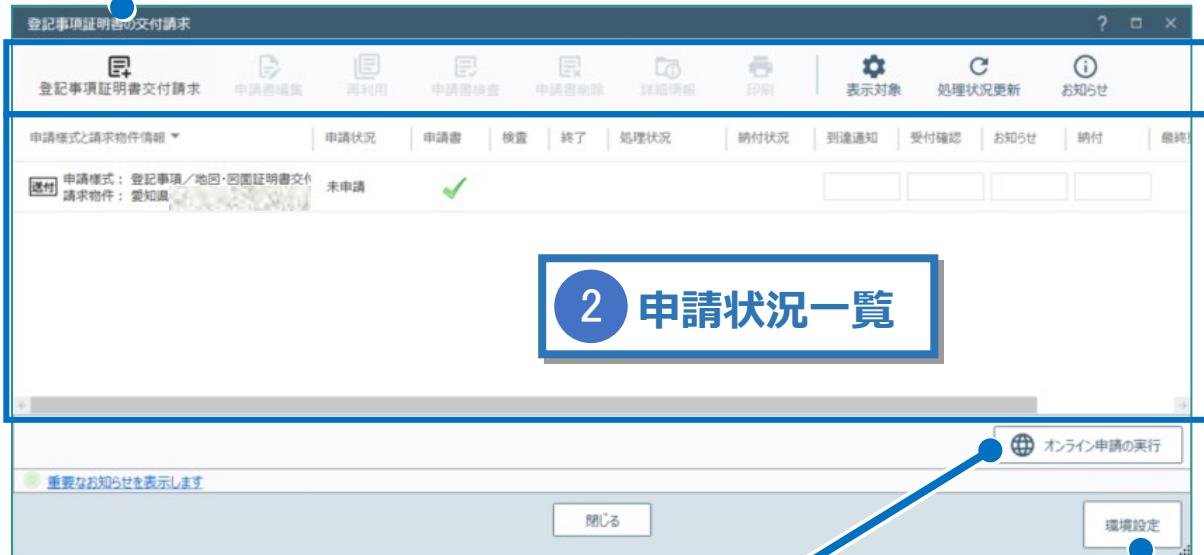 登記事項証明書の交付請求
登記事項証明書交付請求 申請書編集 再利用 申請書検査 申請書削除 詳細情報 印刷 表示対象 処理状況更新 お知らせ
申請様式と請求物件情報 申請状況 申請書 検査 終了 処理状況 納付状況 到達通知 受付確認 お知らせ 納付 最終
送付 申請様式： 登記事項／地図・図面証明書交付 未申請
請求物件： 愛知県
2 申請状況一覧
オンライン申請の実行
重要なお知らせを表示します
閉じる
環境設定